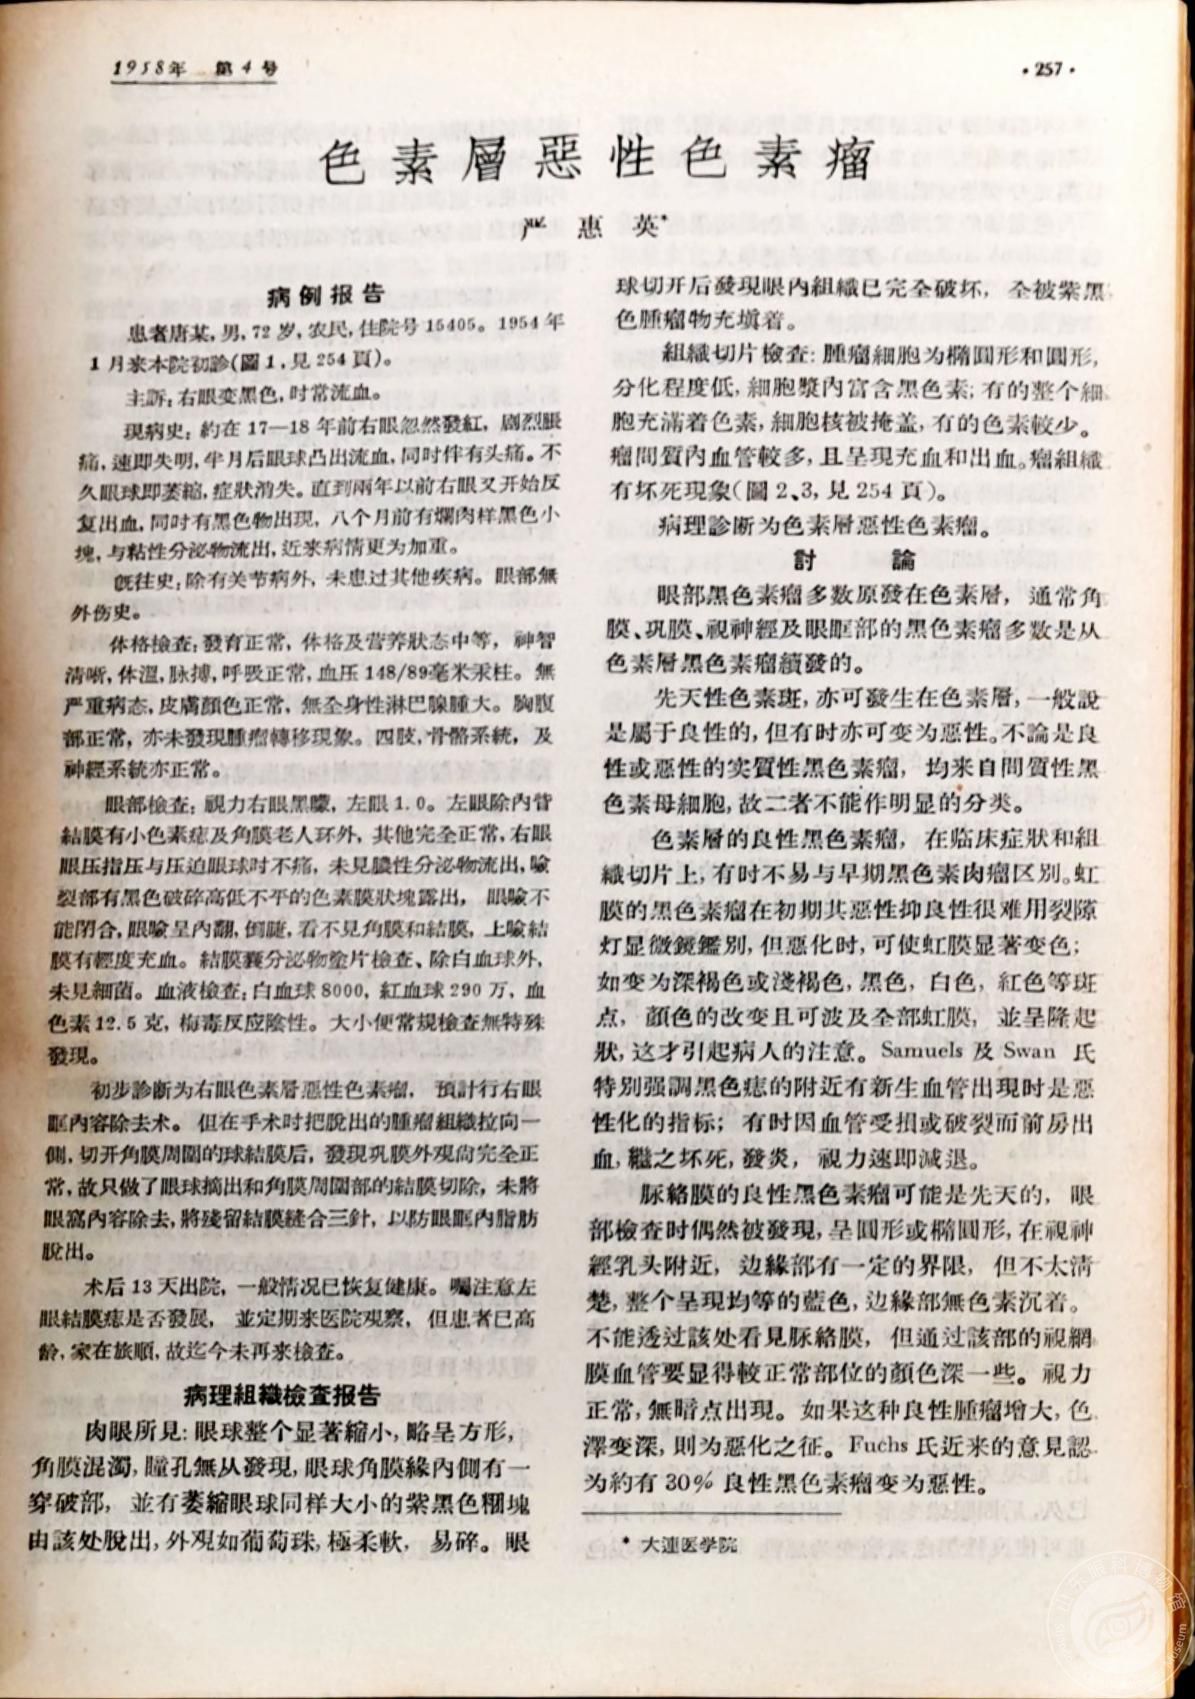 1958年 第4号
·257·
色素層惡性色素瘤
严惠英*
病例报告
患者唐某，男，72岁，农民，住院号15405。1954年
1月来本院初診(圖1，見254頁)。
主訴：右眼变黑色，时常流血。
現病史：約在17—18年前右眼忽然發紅，剧烈脹
痛，速即失明，半月后眼球凸出流血，同时伴有头痛。不
久眼球即萎縮，症狀消失。直到兩年以前右眼又开始反
复出血，同时有黑色物出現，八个月前有爛肉样黑色小
塊，与粘性分泌物流出，近来病情更为加重。
旣往史：除有关节病外，未患过其他疾病。眼部無
外伤史。
体格檢查：發育正常，体格及营养狀态中等，神智
清晰，体溫，脉搏，呼吸正常，血压148/89毫米汞柱。無
严重病态，皮膚顏色正常，無全身性淋巴腺腫大。胸腹
部正常，亦未發現腫瘤轉移現象。四肢，骨骼系統，及
神經系統亦正常。
眼部檢查：視力右眼黑矇，左眼1.0。左眼除內眥
結膜有小色素痣及角膜老人环外，其他完全正常，右眼
眼压指压与压迫眼球时不痛，未見膿性分泌物流出，瞼
裂部有黑色破碎高低不平的色素膜狀塊露出，眼瞼不
能閉合，眼瞼呈內翻，倒睫，看不見角膜和結膜，上瞼結
膜有輕度充血。結膜囊分泌物塗片檢查、除白血球外，
未見細菌。血液檢查：白血球8000，紅血球290万，血
色素12.5克，梅毒反应陰性。大小便常規檢查無特殊
發現。
初步診断为右眼色素層惡性色素瘤，預計行右眼
眶內容除去术。但在手术时把脫出的腫瘤組織拉向一
側，切开角膜周圍的球結膜后，發現巩膜外观尙完全正
常，故只做了眼球摘出和角膜周圍部的結膜切除，未將
眼窩內容除去，將殘留結膜縫合三針，以防眼眶內脂肪
脫出。
术后13天出院，一般情况已恢复健康。囑注意左
眼結膜痣是否發展，並定期来医院观察，但患者已高
龄，家在旅順，故迄今未再来檢查。
病理組織檢查报告
肉眼所見：眼球整个显著縮小，略呈方形，
角膜混濁，瞳孔無从發現，眼球角膜緣內側有一
穿破部，並有萎縮眼球同样大小的紫黑色糰塊
由該处脫出，外观如葡萄珠，極柔軟，易碎。眼
球切开后發現眼內組織已完全破坏，全被紫黑
色腫瘤物充填着。
組織切片檢查：腫瘤細胞为橢圓形和圓形，
分化程度低，細胞漿內富含黑色素；有的整个細
胞充滿着色素，細胞核被掩盖，有的色素較少。
瘤間質內血管較多，且呈現充血和出血。瘤組織
有坏死現象(圖2、3，見254頁)。
病理診断为色素層惡性色素瘤。
討論
眼部黑色素瘤多数原發在色素層，通常角
膜、巩膜、視神經及眼眶部的黑色素瘤多数是从
色素層黑色素瘤續發的。
先天性色素斑，亦可發生在色素層，一般說
是屬于良性的，但有时亦可变为惡性。不論是良
性或惡性的实質性黑色素瘤，均来自間質性黑
色素母細胞，故二者不能作明显的分类。
色素層的良性黑色素瘤，在临床症狀和組
織切片上，有时不易与早期黑色素肉瘤区别。虹
膜的黑色素瘤在初期其惡性抑良性很难用裂隙
灯显微鏡鑑別，但惡化时，可使虹膜显著变色；
如变为深褐色或淺褐色，黑色，白色，紅色等斑
点，顏色的改变且可波及全部虹膜，並呈隆起
狀，这才引起病人的注意。Samuels及Swan氏
特别强調黑色痣的附近有新生血管出現时是惡
性化的指标；有时因血管受損或破裂而前房出
血，繼之坏死，發炎，視力速即減退。
脉絡膜的良性黑色素瘤可能是先天的，眼
部檢查时偶然被發現，呈圓形或橢圓形，在視神
經乳头附近，边緣部有一定的界限，但不太清
楚，整个呈現均等的藍色，边緣部無色素沉着。
不能透过該处看見脉絡膜，但通过該部的視網
膜血管要显得較正常部位的顏色深一些。視力
正常，無暗点出現。如果这种良性腫瘤增大，色
澤变深，則为惡化之征。Fuchs氏近来的意見認
为約有30%良性黑色素瘤变为惡性。
* 大連医学院